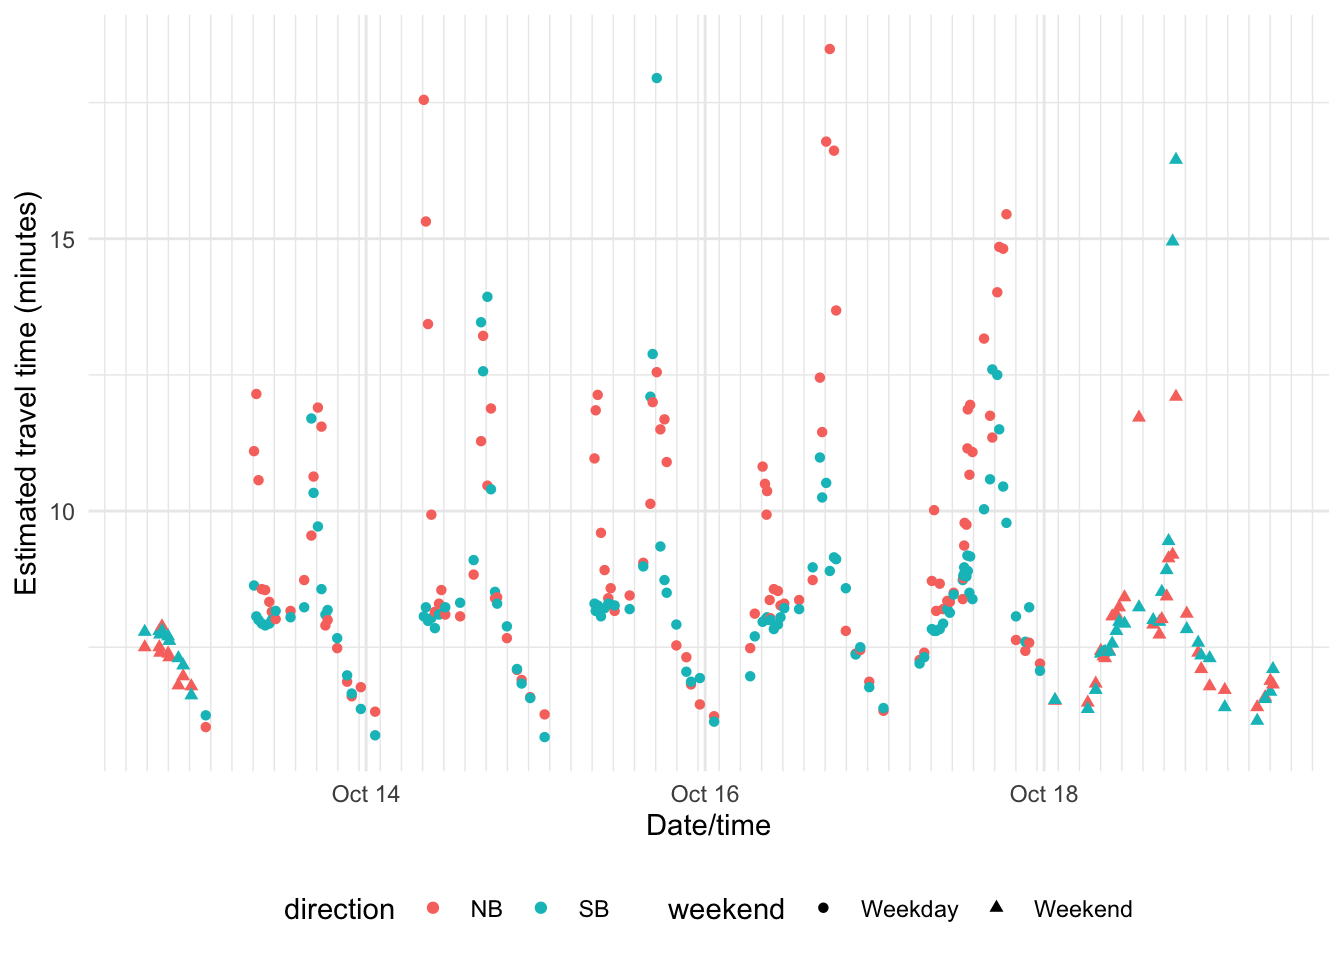 Estimated travel time (minutes)
15
10
Oct 14 Oct 16 Oct 18
Date/time
direction NB SB weekend Weekday Weekend